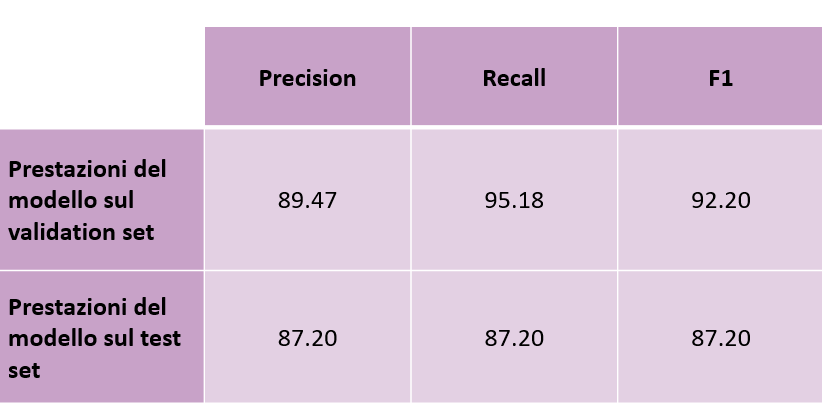 Precision Recall F1
Prestazioni del
modello sul
validation set
89.47 95.18 92.20
Prestazioni del
modello sul test
set
87.20 87.20 87.20